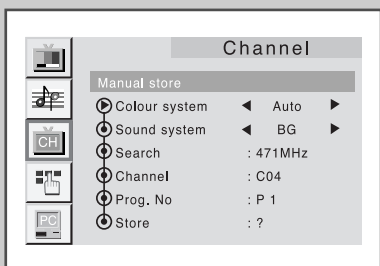 Channel
Manual store
Colour system ◀ Auto ▶
Sound system ◀ BG ▶
Search : 471MHz
CH
Channel : C04
Prog. No : P 1
PC
Store : ?